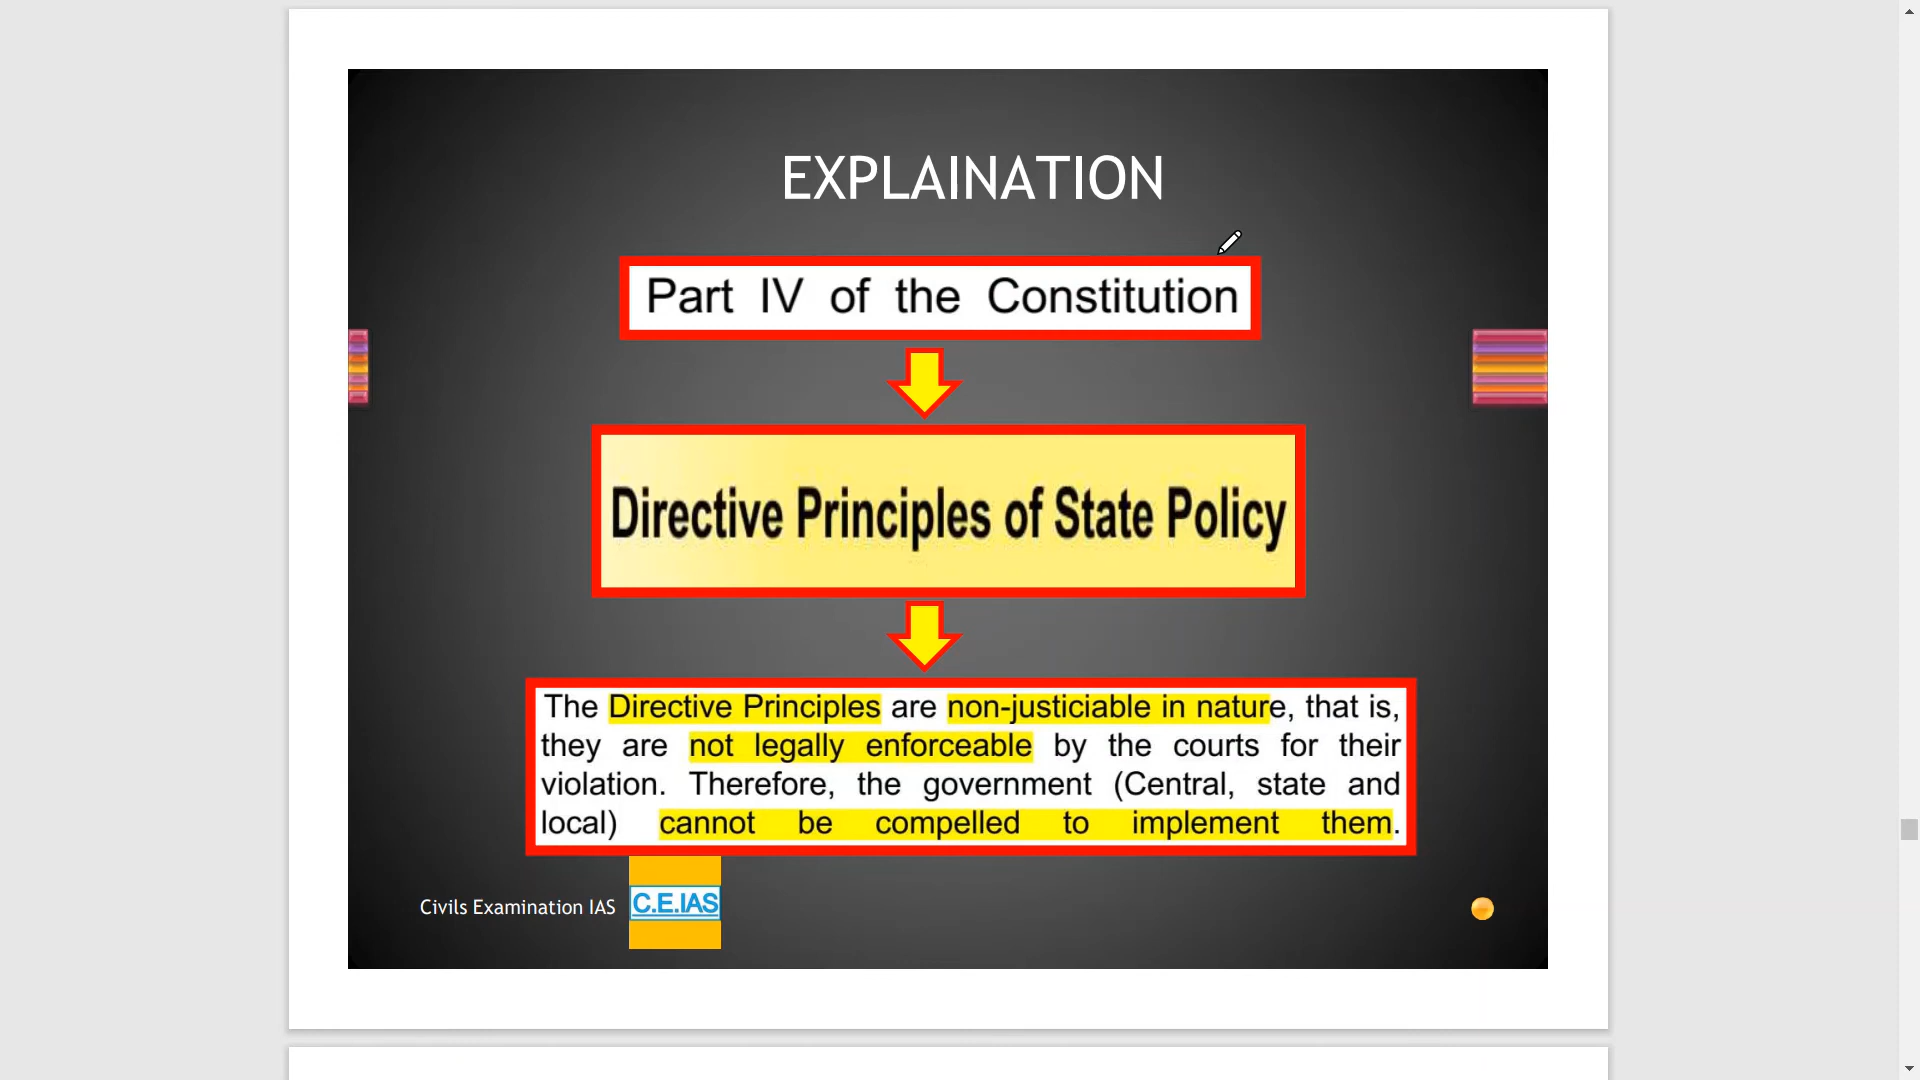 EXPLAINATION
Part IV of the Constitution
Directive Principles of State Policy
The Directive Principles are non-justiciable in nature, that is,
they are not legally enforceable by the courts for their
violation. Therefore, the government (Central, state and
local) cannot be compelled to implement them.
Civils Examination IAS
C.E.IAS